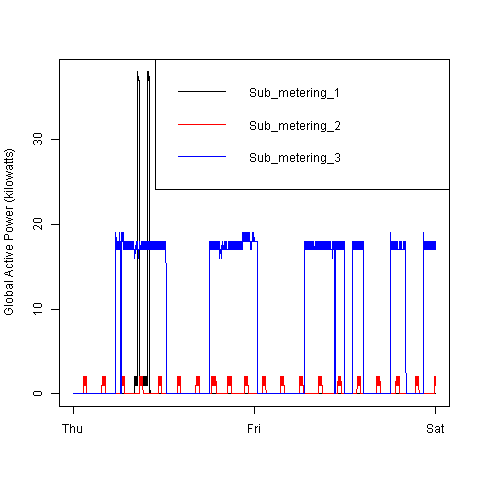 Global Active Power (kilowatts)
30
20
10
0
Sub_metering_1
Sub_metering_2
Sub_metering_3
Thu Fri Sat